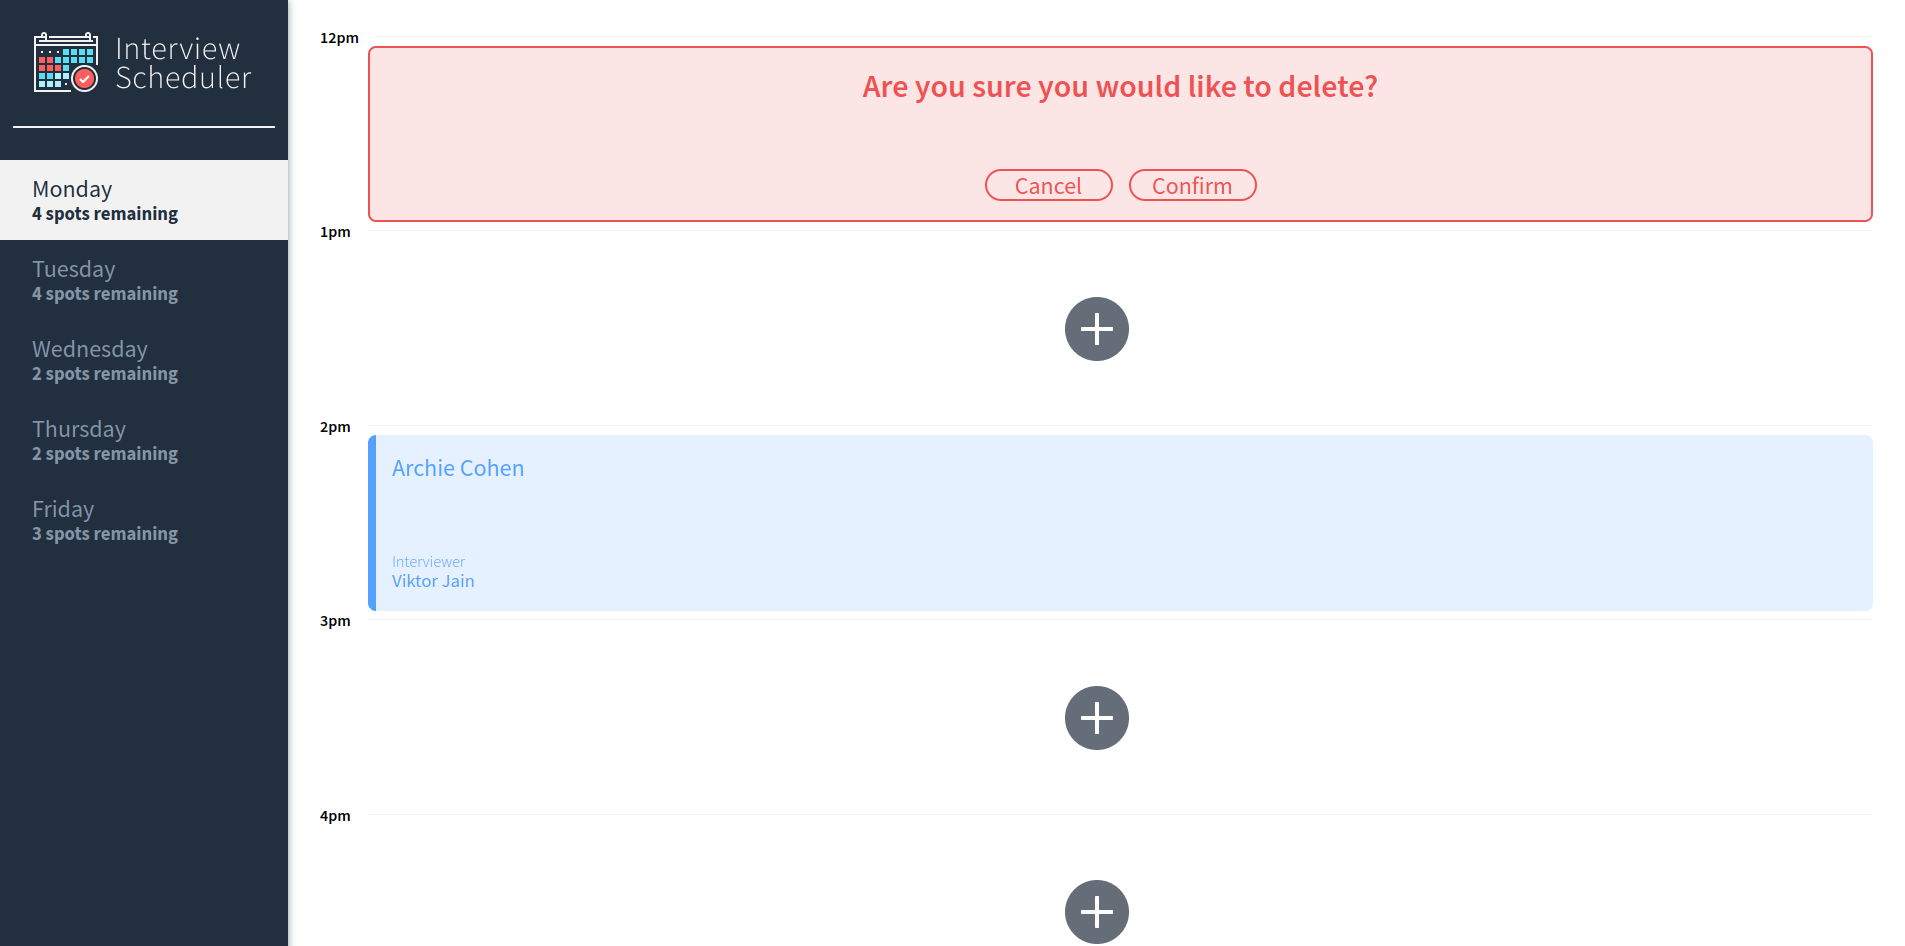 Interview
Scheduler
Monday
4 spots remaining
Tuesday
4 spots remaining
Wednesday
2 spots remaining
Thursday
2 spots remaining
Friday
3 spots remaining
12pm
Are you sure you would like to delete?
Cancel Confirm
1pm
2pm
Archie Cohen
Interviewer
Viktor Jain
3pm
4pm